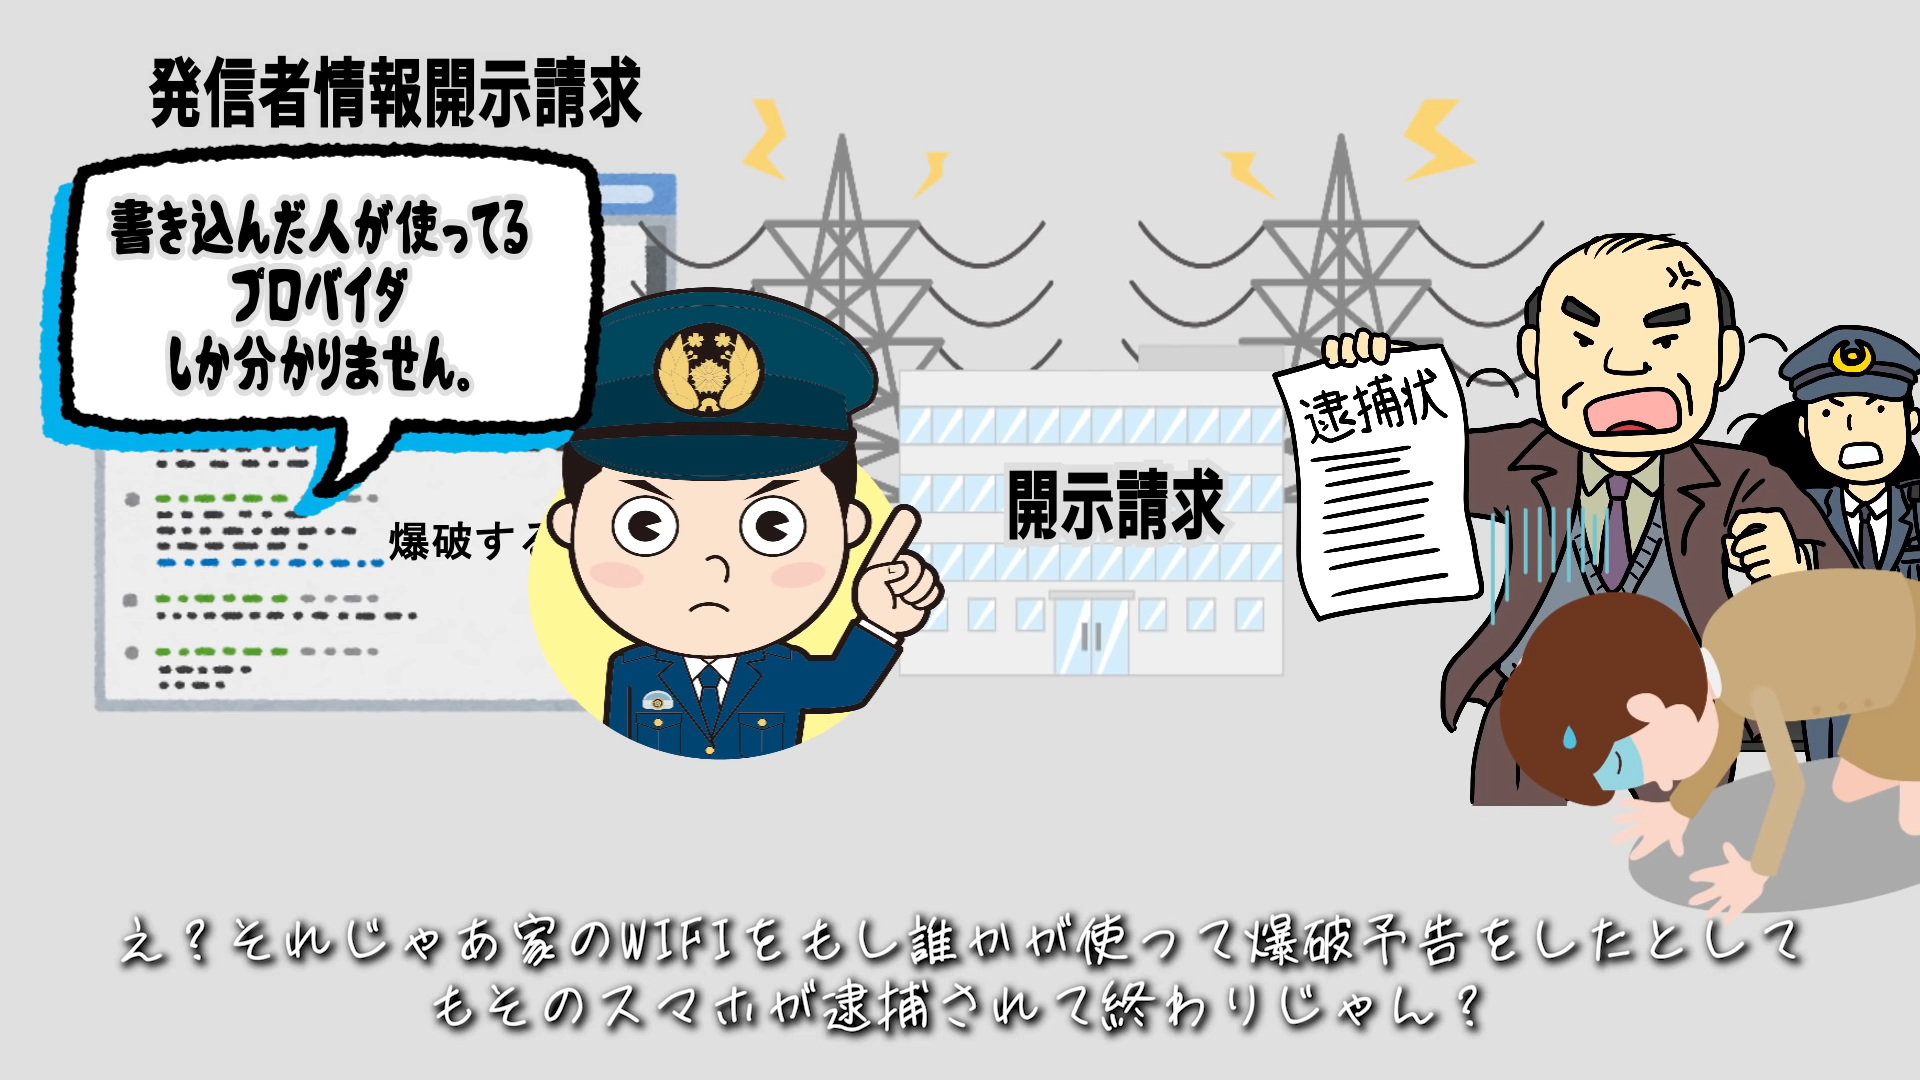 発信者情報開示請求
書き込んだ人が使ってる
プロバイダ
しか分かりません。
爆破する
開示請求
逮捕状
え？それじゃあ家のWIFIをもし誰かが使って爆破予告をしたとして
もそのスマホが逮捕されて終わりじゃん？